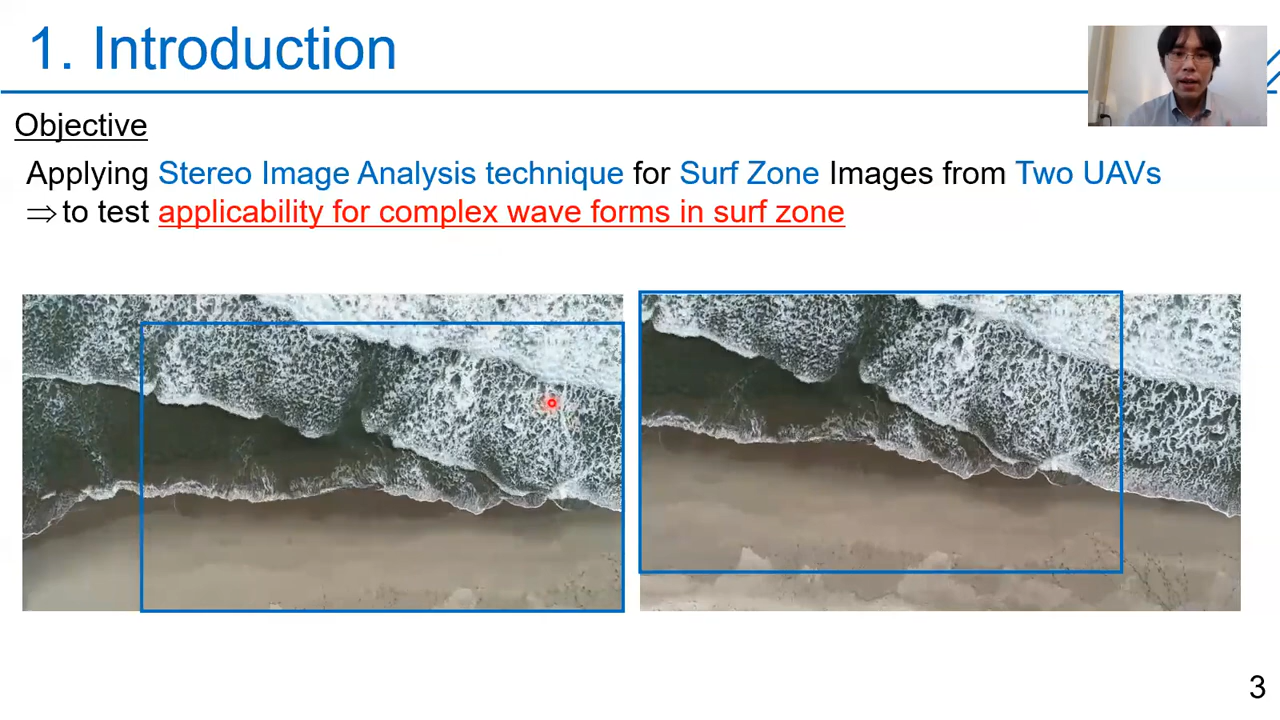 1. Introduction
Objective
Applying Stereo Image Analysis technique for Surf Zone Images from Two UAVs
⇒ to test applicability for complex wave forms in surf zone
3